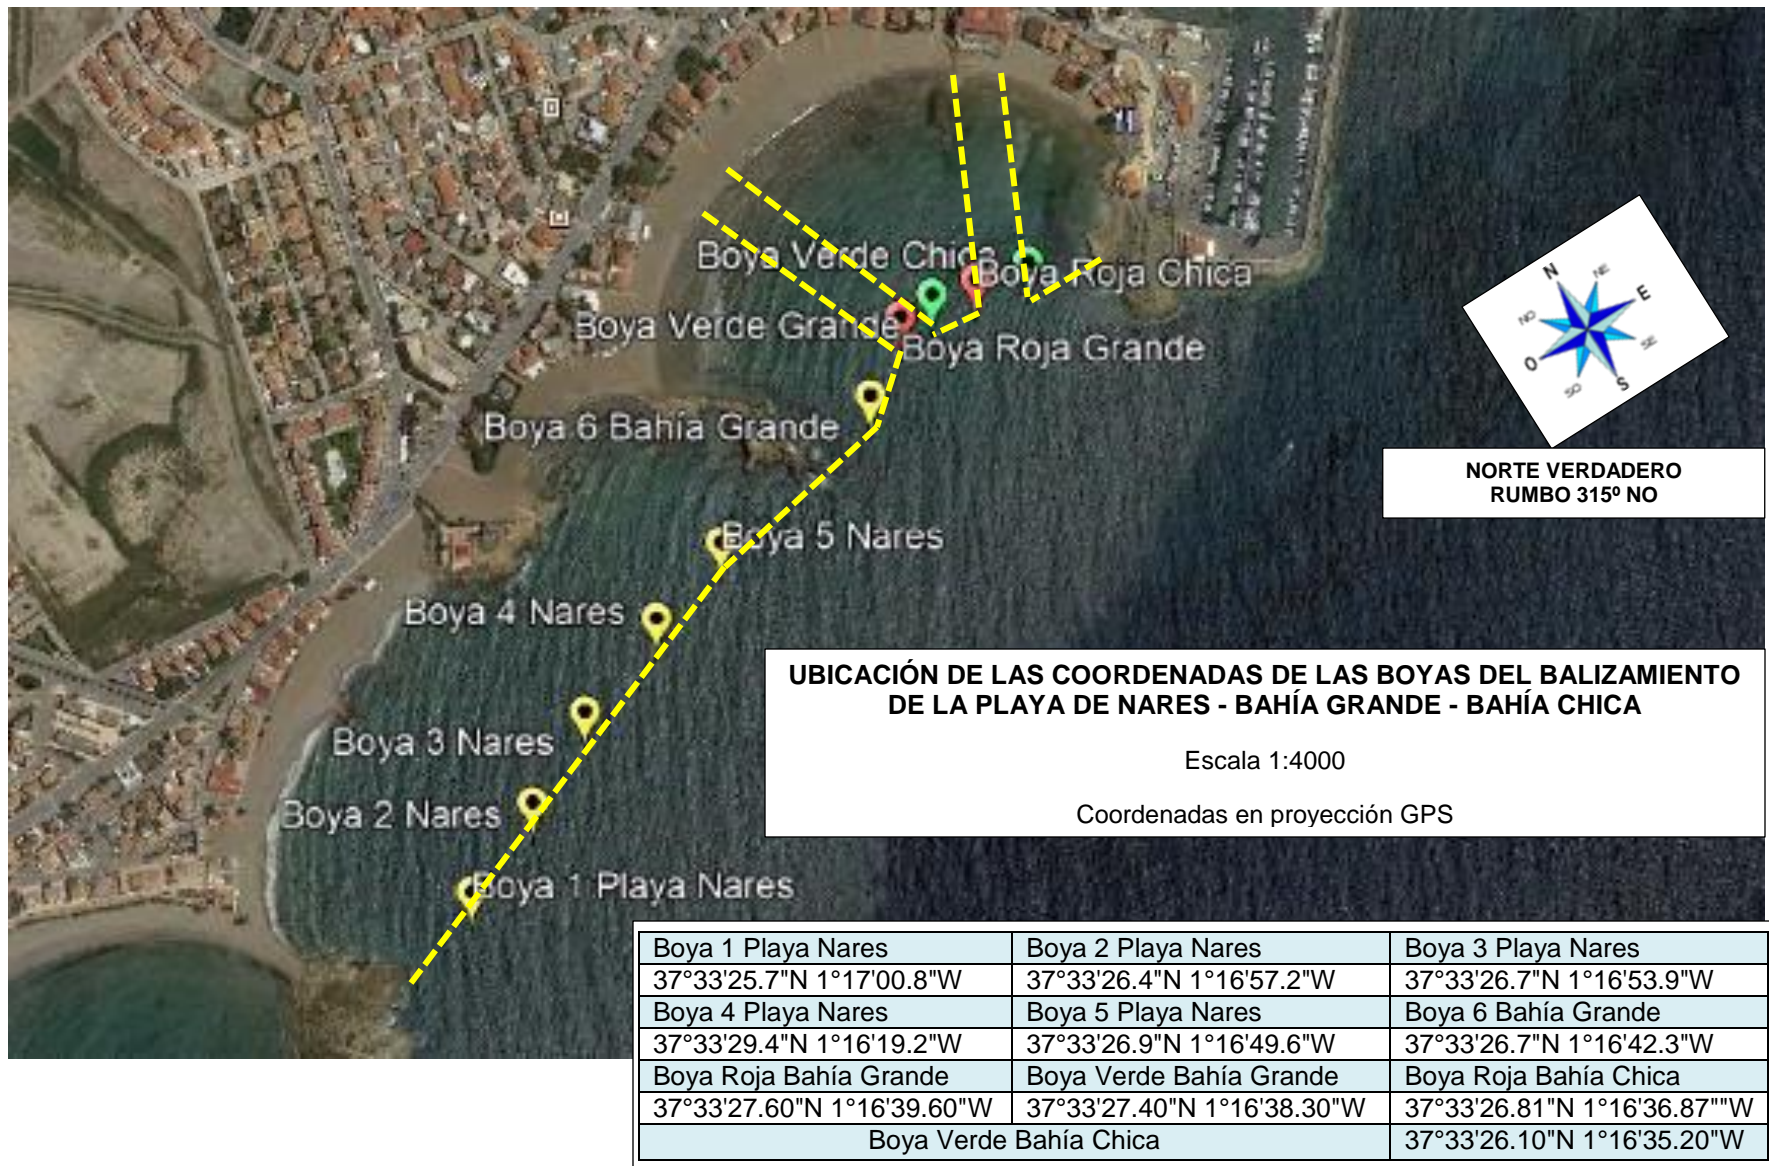 Boya Verde Chica
Boya Roja Chica
Boya Verde Grande
Boya Roja Grande
Boya 6 Bahía Grande
Boya 5 Nares
Boya 4 Nares
Boya 3 Nares
Boya 2 Nares
Boya 1 Playa Nares
N
NE
E
SE
S
SO
O
NO
NORTE VERDADERO
RUMBO 315º NO
UBICACIÓN DE LAS COORDENADAS DE LAS BOYAS DEL BALIZAMIENTO
DE LA PLAYA DE NARES - BAHÍA GRANDE - BAHÍA CHICA
Escala 1:4000
Coordenadas en proyección GPS
Boya 1 Playa Nares Boya 2 Playa Nares Boya 3 Playa Nares
37°33'25.7"N 1°17'00.8"W 37°33'26.4"N 1°16'57.2"W 37°33'26.7"N 1°16'53.9"W
Boya 4 Playa Nares Boya 5 Playa Nares Boya 6 Bahía Grande
37°33'29.4"N 1°16'19.2"W 37°33'26.9"N 1°16'49.6"W 37°33'26.7"N 1°16'42.3"W
Boya Roja Bahía Grande Boya Verde Bahía Grande Boya Roja Bahía Chica
37°33'27.60"N 1°16'39.60"W 37°33'27.40"N 1°16'38.30"W 37°33'26.81"N 1°16'36.87""W
Boya Verde Bahía Chica 37°33'26.10"N 1°16'35.20"W